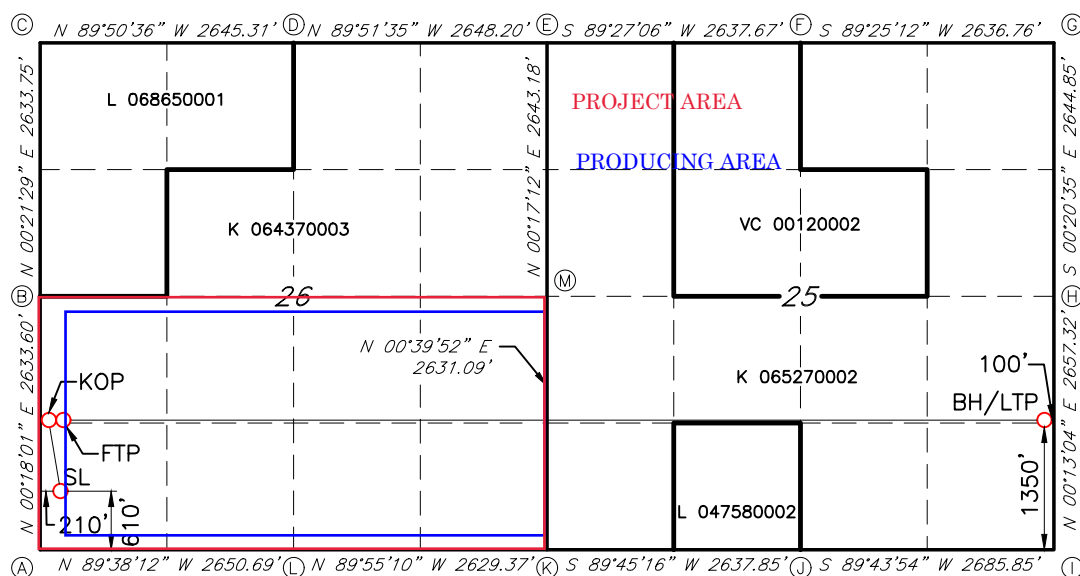 C N 89°50'36" W 2645.31' D N 89°51'35" W 2648.20' E S 89°27'06" W 2637.67' F S 89°25'12" W 2636.76' G
N 00°21'29" E 2633.75'
L 068650001
N 00°17'12" E 2643.18'
PROJECT AREA
PRODUCING AREA
S 00°20'35" W 2644.85'
K 064370003
VC 00120002
M
B
26
25
H
N 00°18'01" E 2633.60'
N 00°39'52" E
2631.09'
K 065270002
100'
BH/LTP
N 00°13'04" E 2657.32'
KOP
FTP
SL
210'
610'
L 047580002
1350'
A N 89°38'12" W 2650.69' L N 89°55'10" W 2629.37' K S 89°45'16" W 2637.85' J S 89°43'54" W 2685.85' I